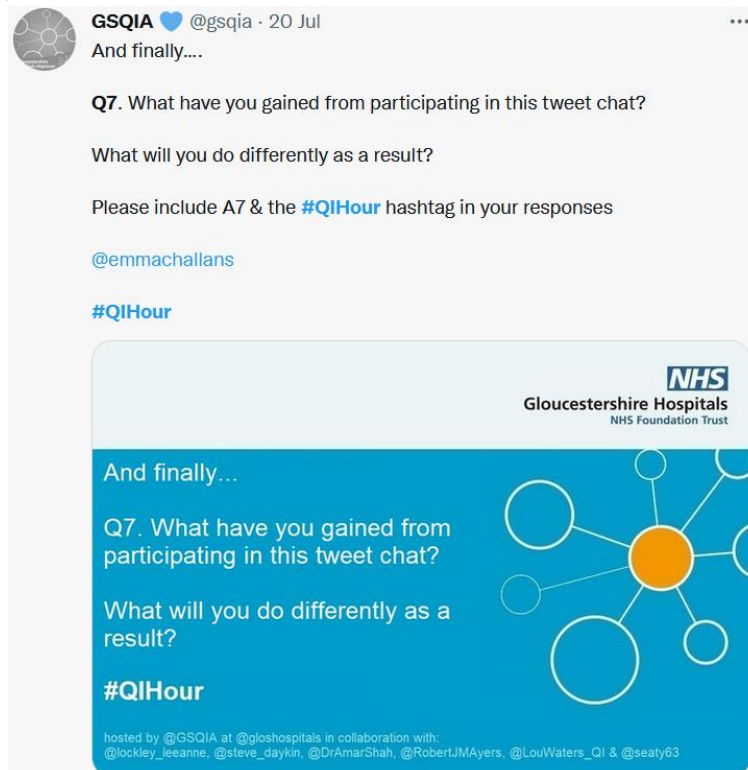 GSQIA 💙 @gsqia · 20 Jul
And finally....
Q7. What have you gained from participating in this tweet chat?
What will you do differently as a result?
Please include A7 & the #QIHour hashtag in your responses
@emmachallans
#QIHour
NHS
Gloucestershire Hospitals
NHS Foundation Trust
And finally...
Q7. What have you gained from
participating in this tweet chat?
What will you do differently as a
result?
#QIHour
hosted by @GSQIA at @gloshospitals in collaboration with:
@lockley_leeanne, @steve_daykin, @DrAmarShah, @RobertJMAyers, @LouWaters_QI & @seaty63